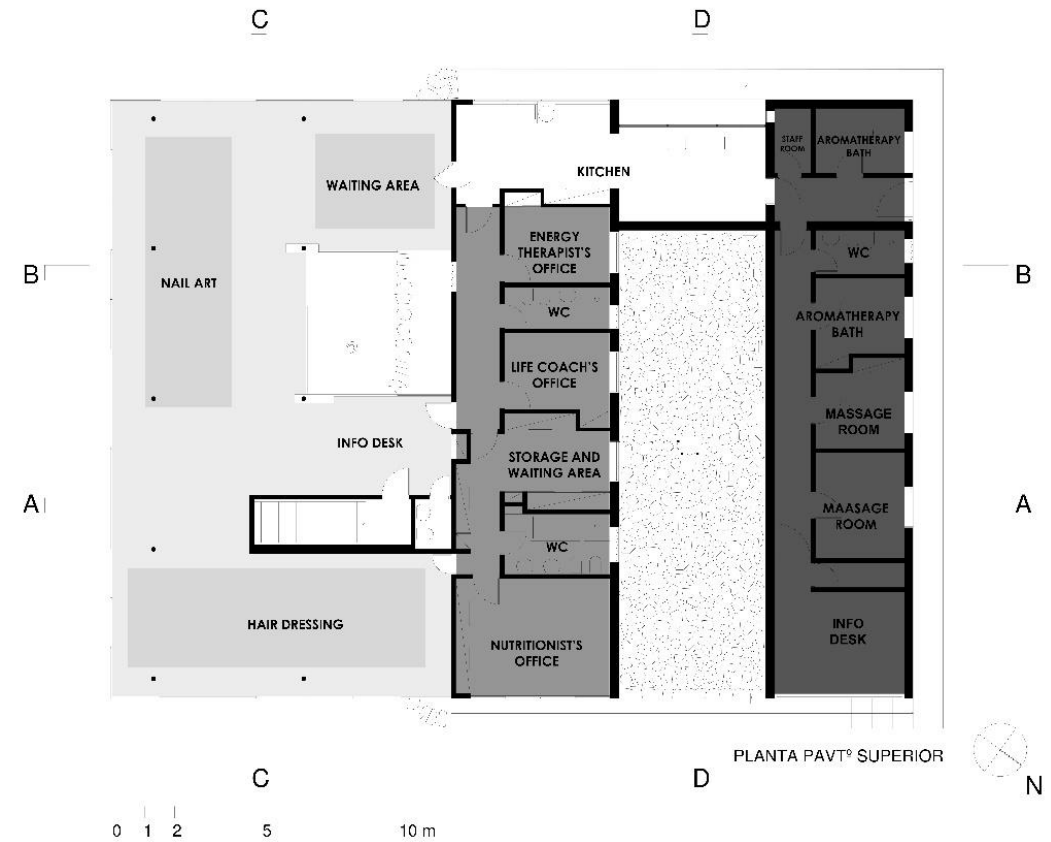 C
D
STAFF
ROOM
AROMATHERAPY
BATH
KITCHEN
WAITING AREA
ENERGY
THERAPIST'S
OFFICE
WC
B
B
NAIL ART
WC
AROMATHERAPY
BATH
LIFE COACH'S
OFFICE
MASSAGE
ROOM
INFO DESK
STORAGE AND
WAITING AREA
A
A
MAASAGE
ROOM
WC
HAIR DRESSING
INFO
DESK
NUTRITIONIST'S
OFFICE
PLANTA PAVTº SUPERIOR
C
D
N
0 1 2 5 10 m